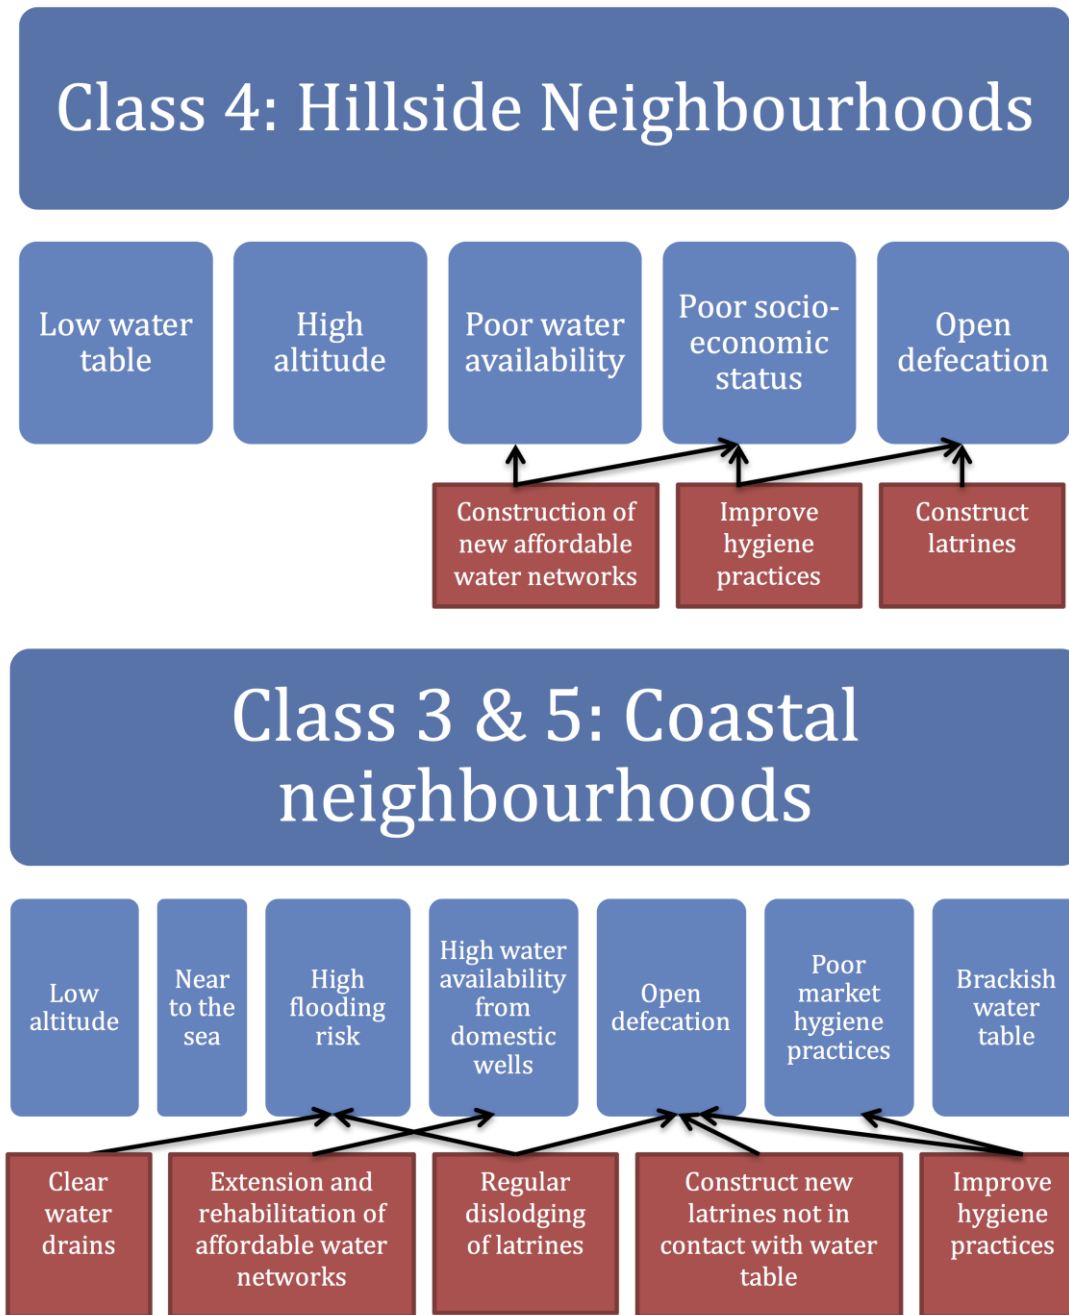 Class 4: Hillside Neighbourhoods
Low water
table
High
altitude
Poor water
availability
Poor socio-
economic
status
Open
defecation
Construction of
new affordable
water networks
Improve
hygiene
practices
Construct
latrines
Class 3 & 5: Coastal
neighbourhoods
Low
altitude
Near
to the
sea
High
flooding
risk
High water
availability
from
domestic
wells
Open
defecation
Poor
market
hygiene
practices
Brackish
water
table
Clear
water
drains
Extension and
rehabilitation of
affordable water
networks
Regular
dislodging
of latrines
Construct new
latrines not in
contact with water
table
Improve
hygiene
practices